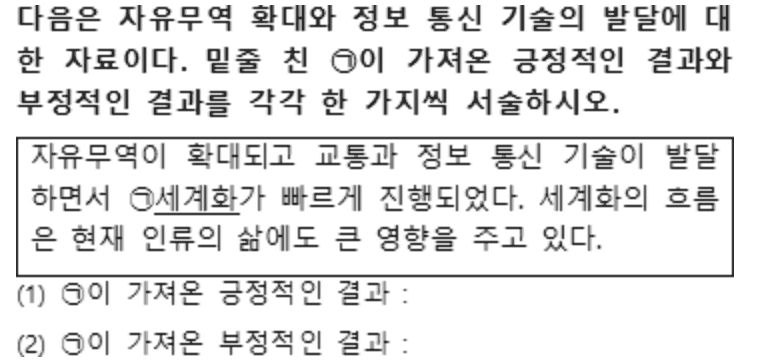 다음은 자유무역 확대와 정보 통신 기술의 발달에 대
한 자료이다. 밑줄 친 ㉠이 가져온 긍정적인 결과와
부정적인 결과를 각각 한 가지씩 서술하시오.
자유무역이 확대되고 교통과 정보 통신 기술이 발달
하면서 ㉠세계화가 빠르게 진행되었다. 세계화의 흐름
은 현재 인류의 삶에도 큰 영향을 주고 있다.
(1) ㉠이 가져온 긍정적인 결과 :
(2) ㉠이 가져온 부정적인 결과 :